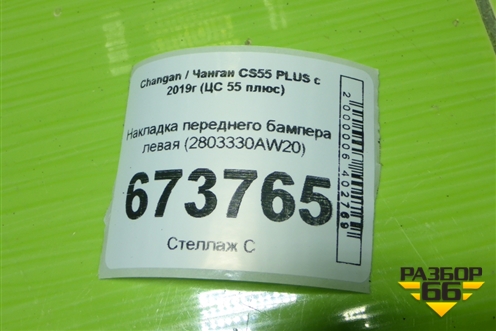 Changan / Чанган CS55 PLUS с
2019г (ЦС 55 плюс)
Накладка переднего бампера
левая (2803330AW20)
673765
Стеллаж С
2000006402769
РАЗБОР
66